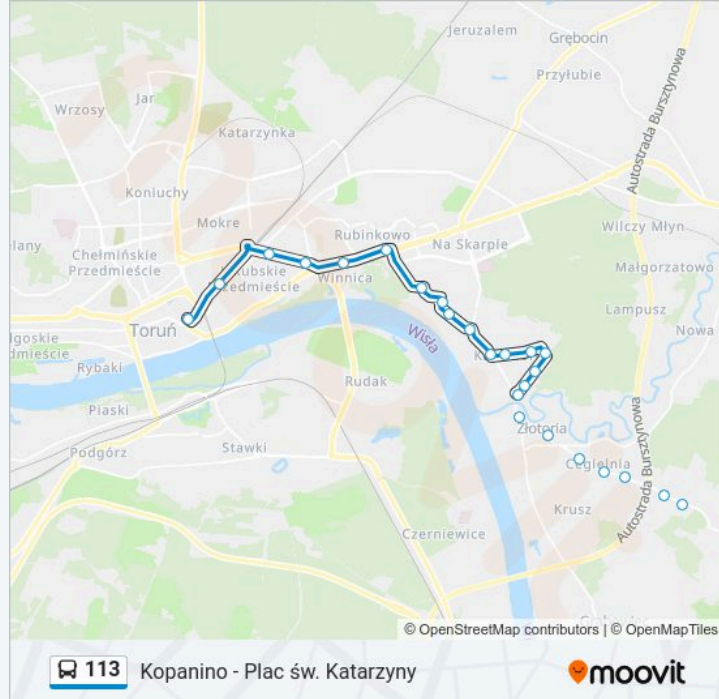 Jeruzalem
Grębocin
Przyłubie
Autostrada Bursztynowa
Jar
Wrzosy
Katarzynka
Koniuchy
Mokre
Rubinkowo
Na Skarpie
Wilczy Młyn
Chełmińskie
Przedmieście
Małgorzatowo
Winnica
Lampusz
Toruń
Wisła
Nowa
Rybaki
Rudak
Piaski
Złotoria
Podgórz
Stawki
Cegielnia
Krusz
Autostrada Bursztynowa
Czerniewice
© OpenStreetMap contributors | © OpenMapTiles
113 Kopanino - Plac św. Katarzyny
moovit